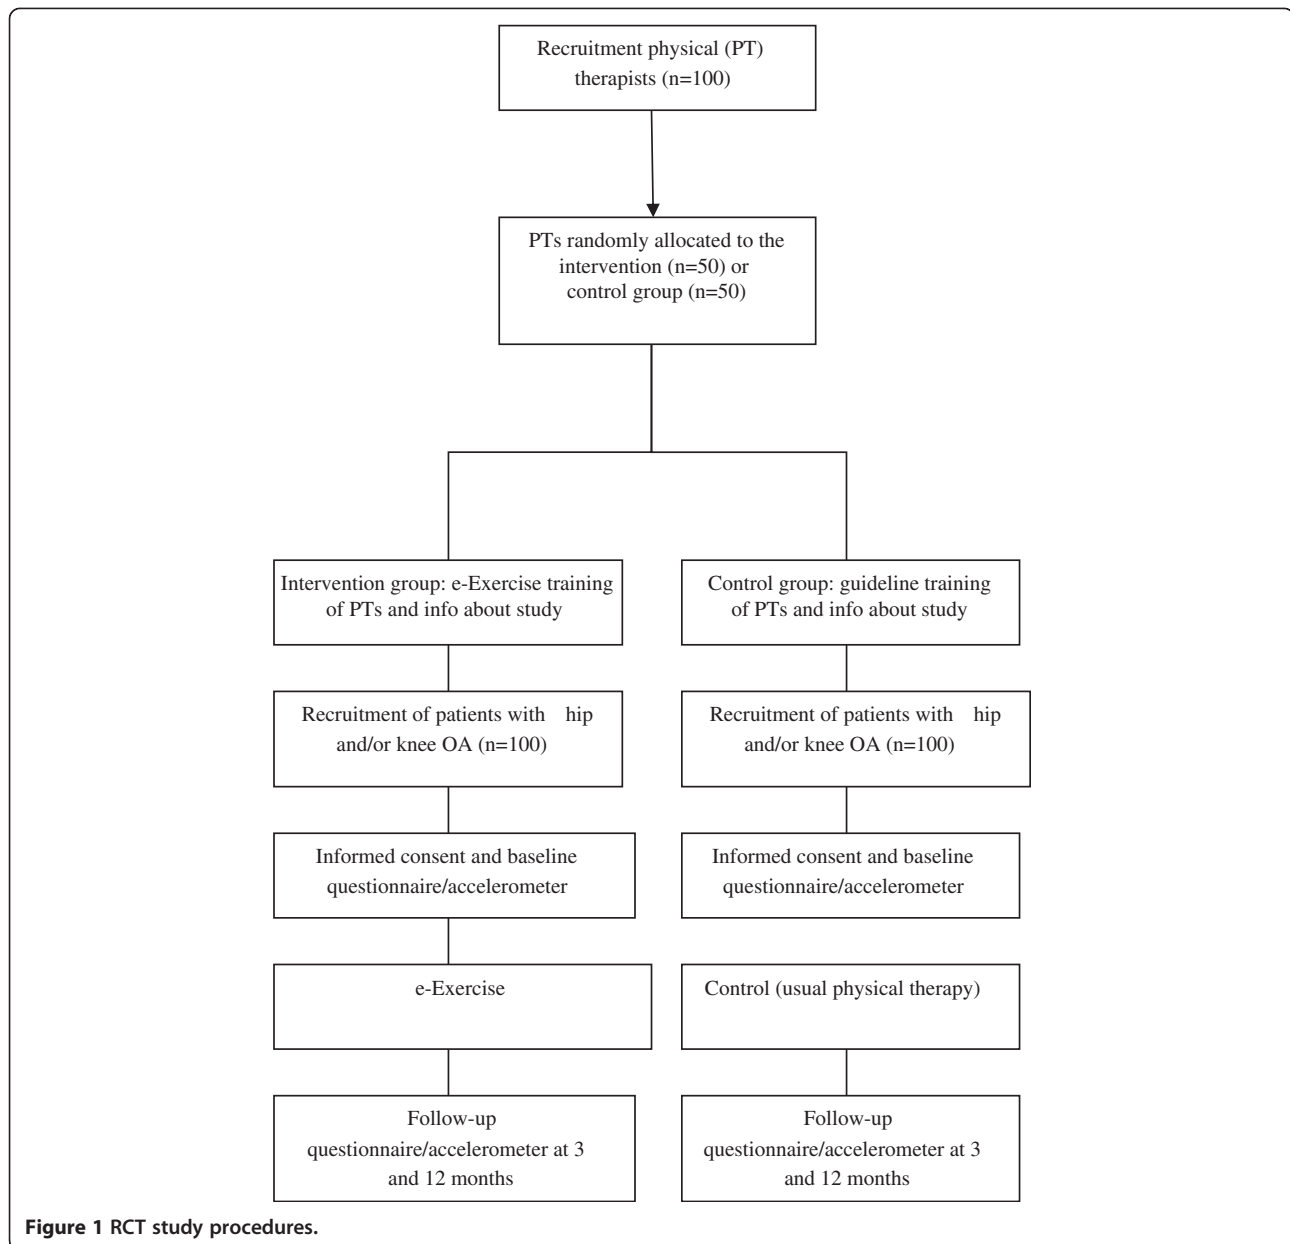 Recruitment physical (PT)
therapists (n=100)
PTs randomly allocated to the
intervention (n=50) or
control group (n=50)
Intervention group: e-Exercise training
of PTs and info about study
Control group: guideline training
of PTs and info about study
Recruitment of patients with hip
and/or knee OA (n=100)
Recruitment of patients with hip
and/or knee OA (n=100)
Informed consent and baseline
questionnaire/accelerometer
Informed consent and baseline
questionnaire/accelerometer
e-Exercise
Control (usual physical therapy)
Follow-up
questionnaire/accelerometer at 3
and 12 months
Follow-up
questionnaire/accelerometer at 3
and 12 months
Figure 1 RCT study procedures.